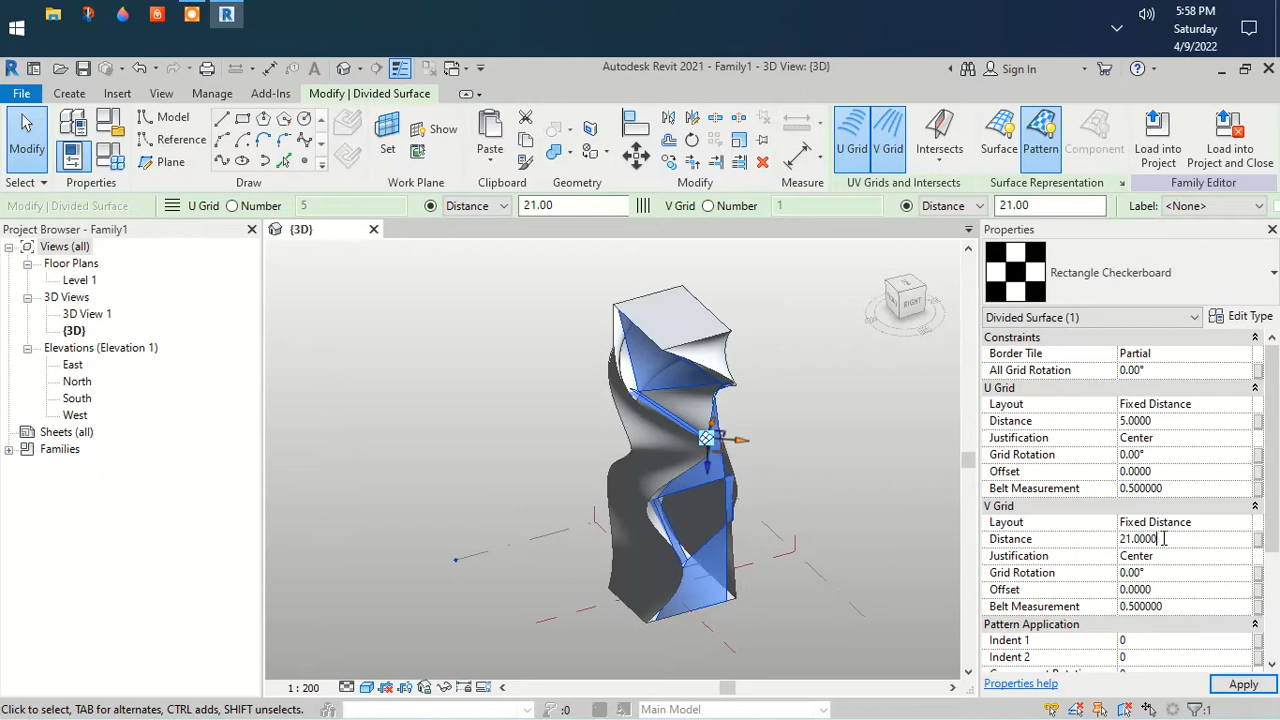 5:58 PM
Saturday
4/9/2022
Autodesk Revit 2021 - Family1 - 3D View: {3D}
Sign In
File
Create
Insert
View
Manage
Add-Ins
Modify | Divided Surface
Modify
Select
Properties
Model
Reference
Plane
Draw
Set
Show
Work Plane
Paste
Clipboard
Geometry
Modify
Measure
U Grid
V Grid
Intersects
UV Grids and Intersects
Surface
Pattern
Component
Surface Representation
Load into
Project
Load into
Project and Close
Family Editor
Modify | Divided Surface
U Grid
Number
5
Distance
21.00
V Grid
Number
1
Distance
21.00
Label:
<None>
Project Browser - Family1
Views (all)
Floor Plans
Level 1
3D Views
3D View 1
{3D}
Elevations (Elevation 1)
East
North
South
West
Sheets (all)
Families
{3D}
RIGHT
Properties
Rectangle Checkerboard
Divided Surface (1)
Edit Type
Constraints
Border Tile Partial
All Grid Rotation 0.00°
U Grid
Layout Fixed Distance
Distance 5.0000
Justification Center
Grid Rotation 0.00°
Offset 0.0000
Belt Measurement 0.500000
V Grid
Layout Fixed Distance
Distance 21.0000
Justification Center
Grid Rotation 0.00°
Offset 0.0000
Belt Measurement 0.500000
Pattern Application
Indent 1 0
Indent 2 0
Properties help
Apply
1 : 200
Click to select, TAB for alternates, CTRL adds, SHIFT unselects.
:0
Main Model
:1